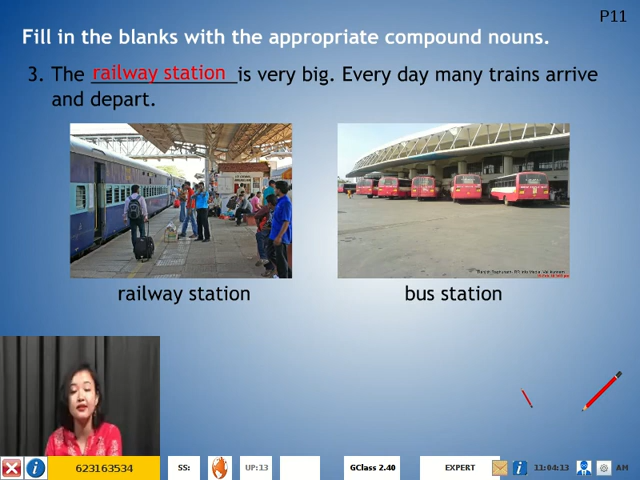 P11
Fill in the blanks with the appropriate compound nouns.
3. The railway station is very big. Every day many trains arrive
and depart.
railway station
bus station
623163534
SS:
UP:13
GClass 2.40
EXPERT
11:04:13
AM